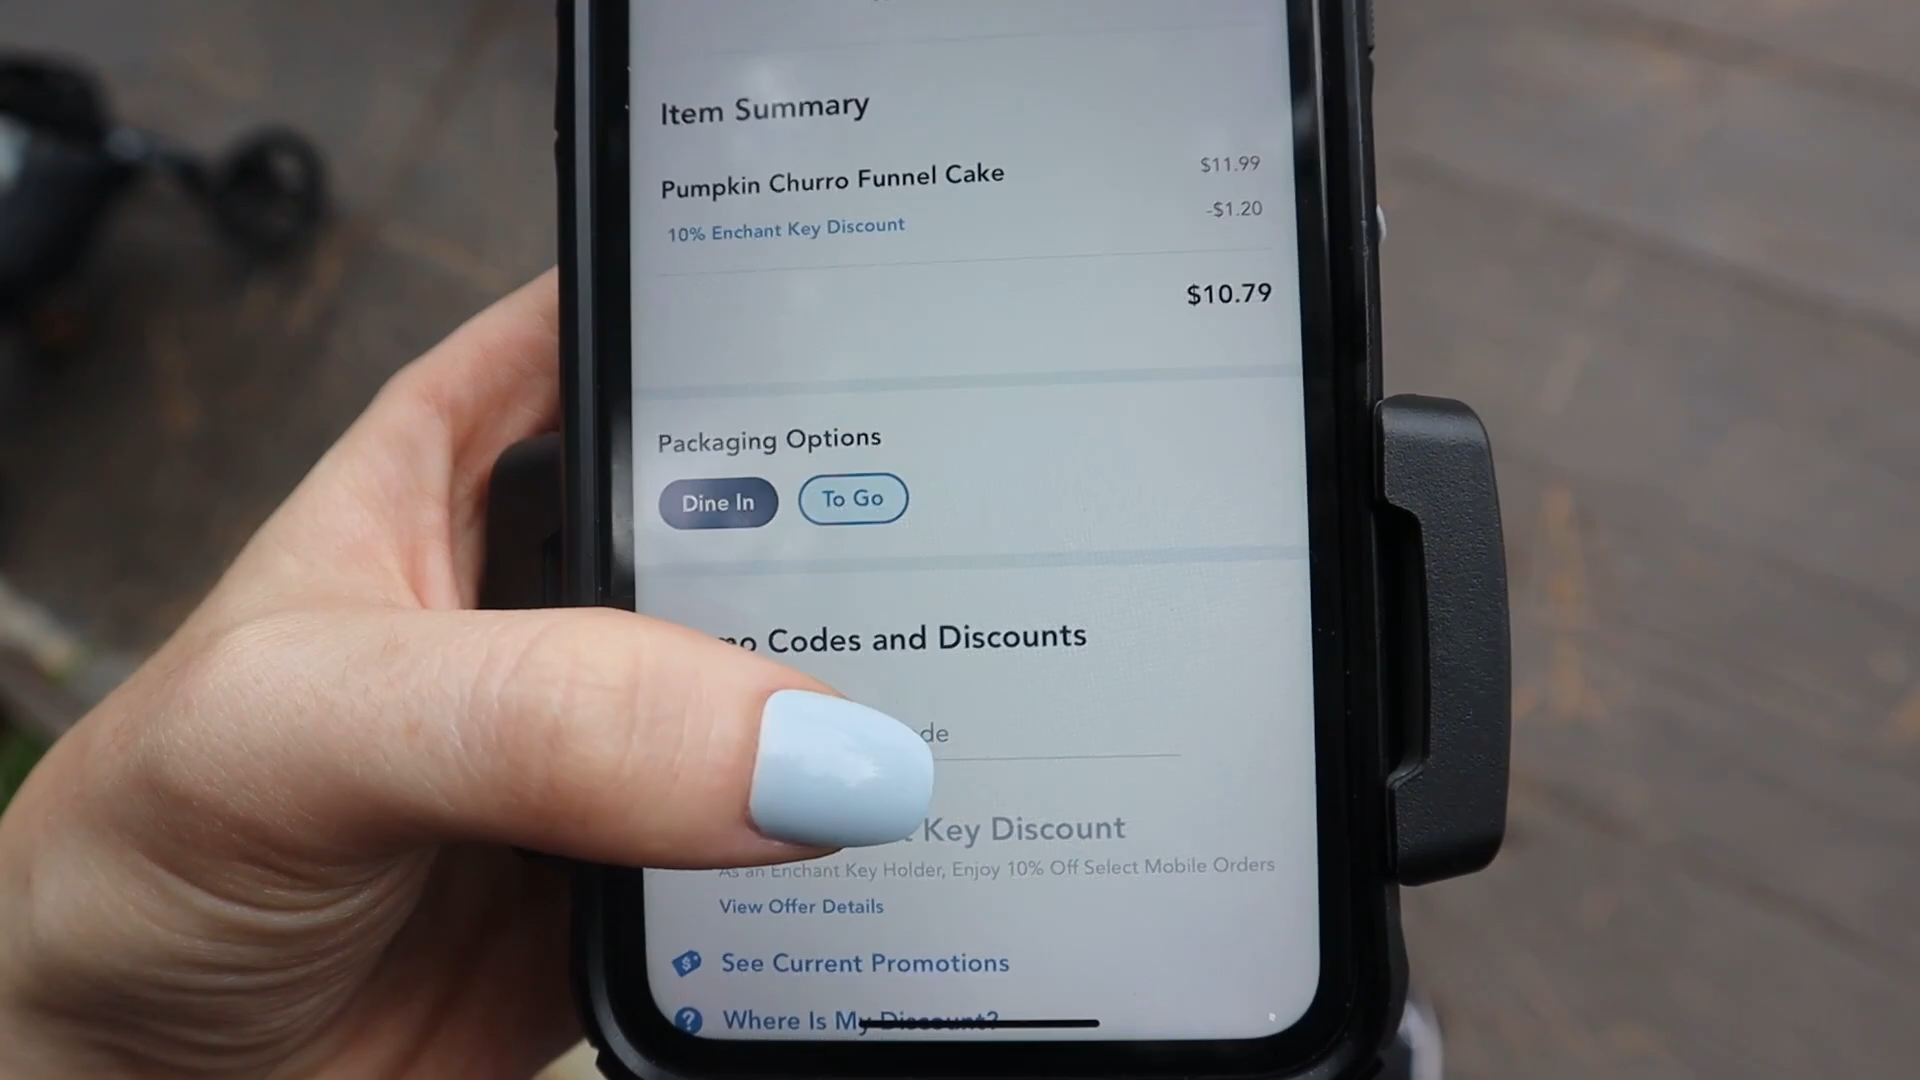 Item Summary
Pumpkin Churro Funnel Cake $11.99
10% Enchant Key Discount -$1.20
$10.79
Packaging Options
Dine In To Go
Codes and Discounts
Key Discount
As an Enchant Key Holder, Enjoy 10% Off Select Mobile Orders
View Offer Details
See Current Promotions
Where Is My Discount?